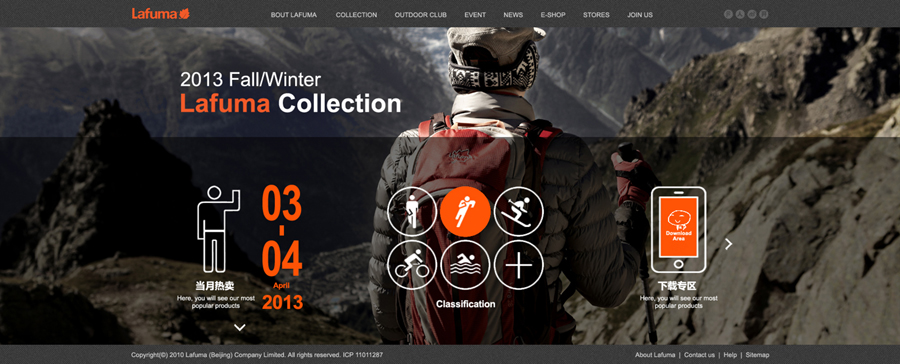 Lafuma
BOUT LAFUMA COLLECTION OUTDOOR CLUB EVENT NEWS E-SHOP STORES JOIN US
2013 Fall/Winter
Lafuma Collection
03
-
04
April
2013
当月热卖
Here, you will see our most
popular products
Classification
Download
Area
下载专区
Here, you will see our most
popular products
Copyright(©) 2010 Lafuma (Beijing) Company Limited. All rights reserved. ICP 11011287
About Lafuma | Contact us | Help | Sitemap